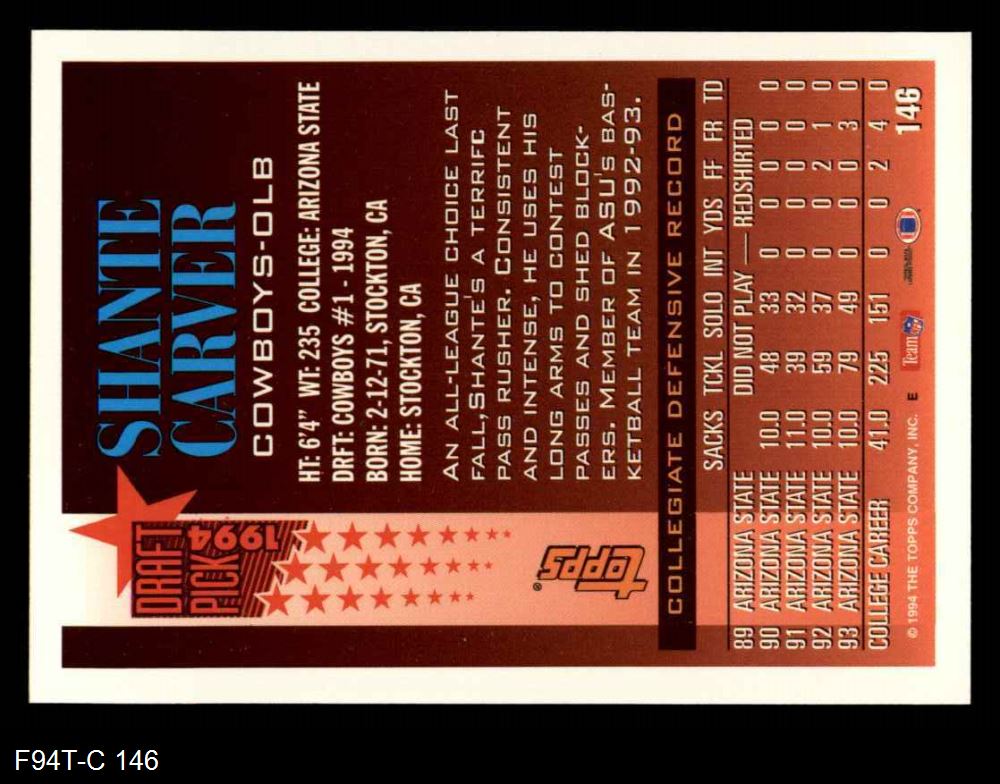 DRAFT
PICK
1994
SHANTE
CARVER
COWBOYS-OLB
HT: 6'4" WT: 235 COLLEGE: ARIZONA STATE
DRFT: COWBOYS #1 - 1994
BORN: 2-12-71, STOCKTON, CA
HOME: STOCKTON, CA
AN ALL-LEAGUE CHOICE LAST
FALL,SHANTE'S A TERRIFC
PASS RUSHER. CONSISTENT
AND INTENSE, HE USES HIS
LONG ARMS TO CONTEST
PASSES AND SHED BLOCK-
ERS. MEMBER OF ASU'S BAS-
KETBALL TEAM IN 1992-93.
TOPPS®
COLLEGIATE DEFENSIVE RECORD
SACKS TCKL SOLO INT YDS FF FR TD
89 ARIZONA STATE DID NOT PLAY — REDSHIRTED
90 ARIZONA STATE 10.0 48 33 0 0 0 0 0
91 ARIZONA STATE 11.0 39 32 0 0 0 0 0
92 ARIZONA STATE 10.0 59 37 0 0 2 1 0
93 ARIZONA STATE 10.0 79 49 0 0 0 3 0
COLLEGE CAREER 41.0 225 151 0 0 2 4 0
© 1994 THE TOPPS COMPANY, INC. E Team NFL 146
F94T-C 146